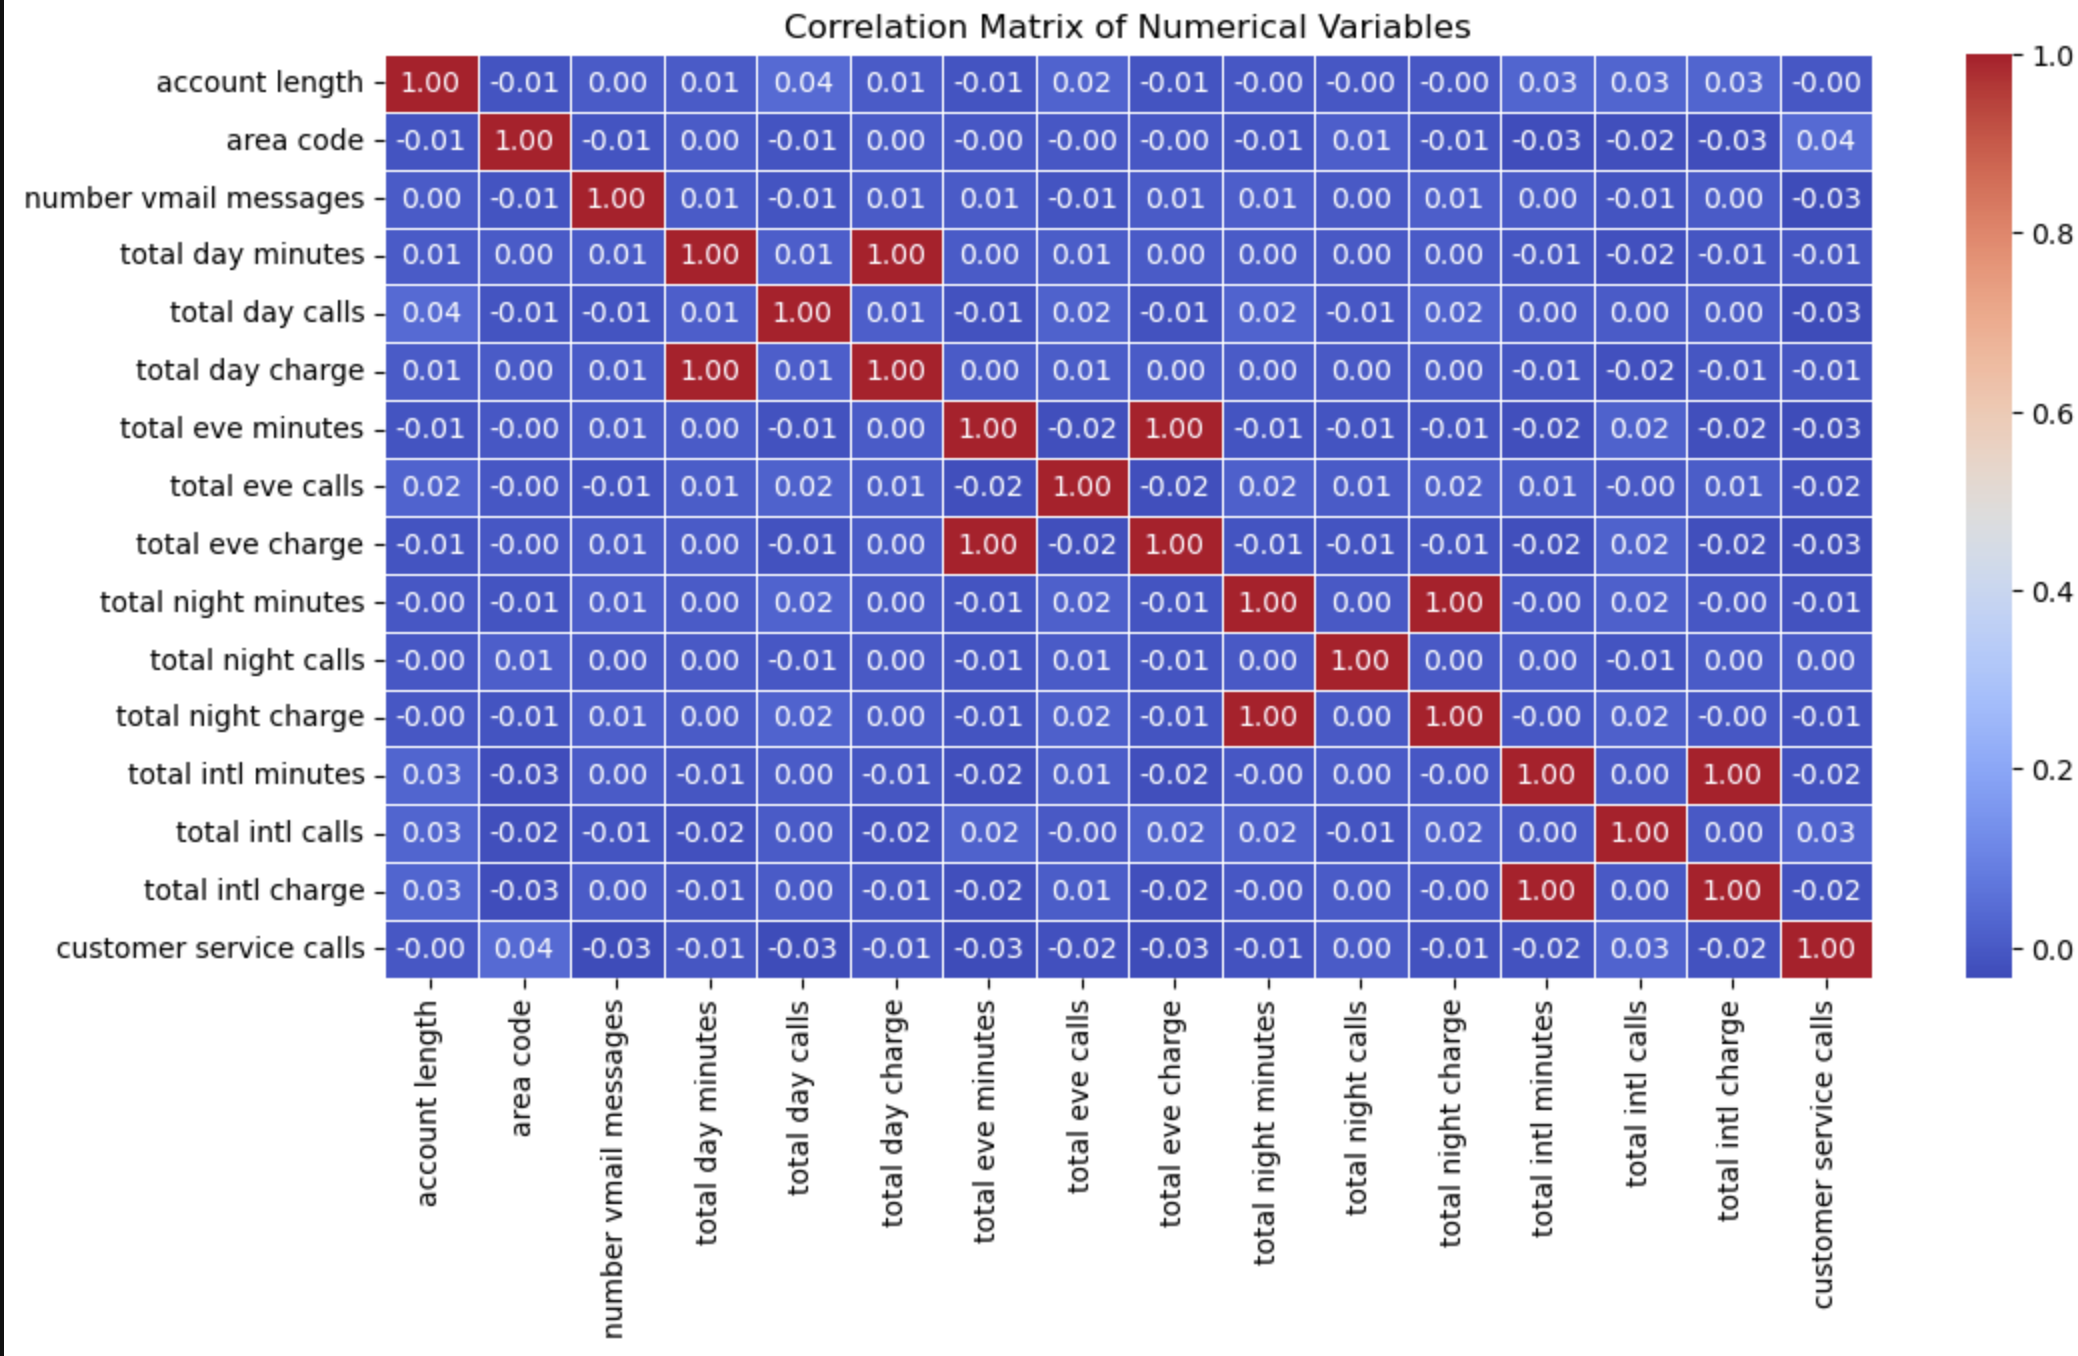 Correlation Matrix of Numerical Variables
account length 1.00 -0.01 0.00 0.01 0.04 0.01 -0.01 0.02 -0.01 -0.00 -0.00 -0.00 0.03 0.03 0.03 -0.00
area code -0.01 1.00 -0.01 0.00 -0.01 0.00 -0.00 -0.00 -0.00 -0.01 0.01 -0.01 -0.03 -0.02 -0.03 0.04
number vmail messages 0.00 -0.01 1.00 0.01 -0.01 0.01 0.01 -0.01 0.01 0.01 0.00 0.01 0.00 -0.01 0.00 -0.03
total day minutes 0.01 0.00 0.01 1.00 0.01 1.00 0.00 0.01 0.00 0.00 0.00 0.00 -0.01 -0.02 -0.01 -0.01
total day calls 0.04 -0.01 -0.01 0.01 1.00 0.01 -0.01 0.02 -0.01 0.02 -0.01 0.02 0.00 0.00 0.00 -0.03
total day charge 0.01 0.00 0.01 1.00 0.01 1.00 0.00 0.01 0.00 0.00 0.00 0.00 -0.01 -0.02 -0.01 -0.01
total eve minutes -0.01 -0.00 0.01 0.00 -0.01 0.00 1.00 -0.02 1.00 -0.01 -0.01 -0.01 -0.02 0.02 -0.02 -0.03
total eve calls 0.02 -0.00 -0.01 0.01 0.02 0.01 -0.02 1.00 -0.02 0.02 0.01 0.02 0.01 -0.00 0.01 -0.02
total eve charge -0.01 -0.00 0.01 0.00 -0.01 0.00 1.00 -0.02 1.00 -0.01 -0.01 -0.01 -0.02 0.02 -0.02 -0.03
total night minutes -0.00 -0.01 0.01 0.00 0.02 0.00 -0.01 0.02 -0.01 1.00 0.00 1.00 -0.00 0.02 -0.00 -0.01
total night calls -0.00 0.01 0.00 0.00 -0.01 0.00 -0.01 0.01 -0.01 0.00 1.00 0.00 0.00 -0.01 0.00 0.00
total night charge -0.00 -0.01 0.01 0.00 0.02 0.00 -0.01 0.02 -0.01 1.00 0.00 1.00 -0.00 0.02 -0.00 -0.01
total intl minutes 0.03 -0.03 0.00 -0.01 0.00 -0.01 -0.02 0.01 -0.02 -0.00 0.00 -0.00 1.00 0.00 1.00 -0.02
total intl calls 0.03 -0.02 -0.01 -0.02 0.00 -0.02 0.02 -0.00 0.02 0.02 -0.01 0.02 0.00 1.00 0.00 0.03
total intl charge 0.03 -0.03 0.00 -0.01 0.00 -0.01 -0.02 0.01 -0.02 -0.00 0.00 -0.00 1.00 0.00 1.00 -0.02
customer service calls -0.00 0.04 -0.03 -0.01 -0.03 -0.01 -0.03 -0.02 -0.03 -0.01 0.00 -0.01 -0.02 0.03 -0.02 1.00
account length
area code
number vmail messages
total day minutes
total day calls
total day charge
total eve minutes
total eve calls
total eve charge
total night minutes
total night calls
total night charge
total intl minutes
total intl calls
total intl charge
customer service calls
1.0
0.8
0.6
0.4
0.2
0.0